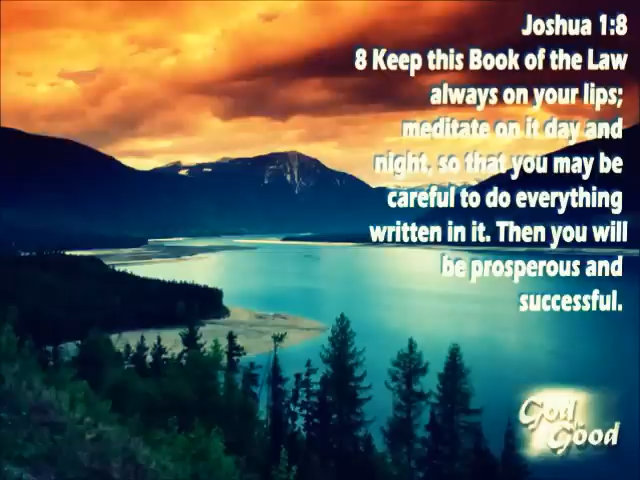 Joshua 1:8
8 Keep this Book of the Law
always on your lips;
meditate on it day and
night, so that you may be
careful to do everything
written in it. Then you will
be prosperous and
successful.
God
is
Good